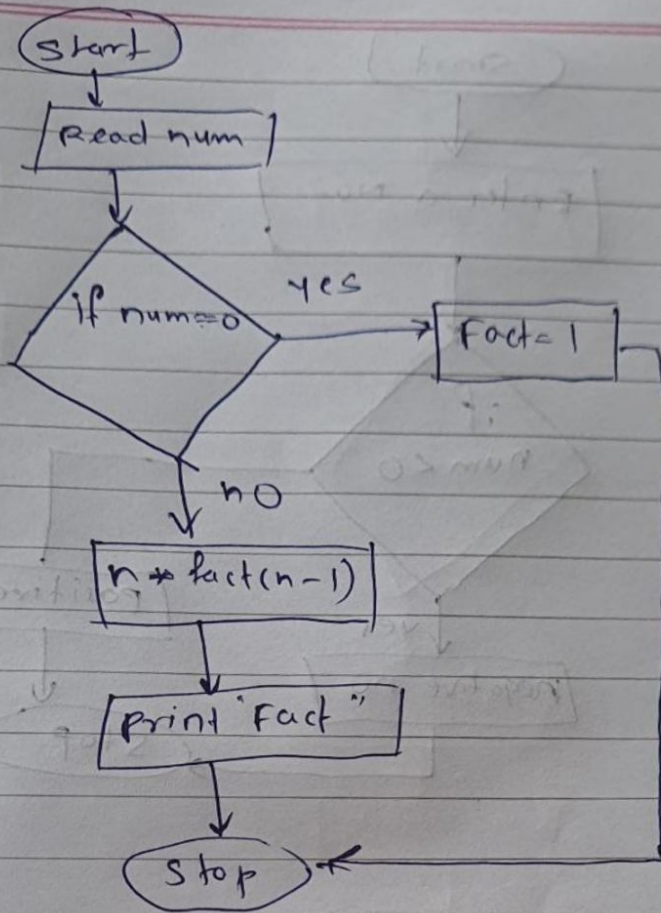 Start
Read num
if num==0
yes
Fact= 1
no
n * fact(n-1)
print "Fact"
Stop